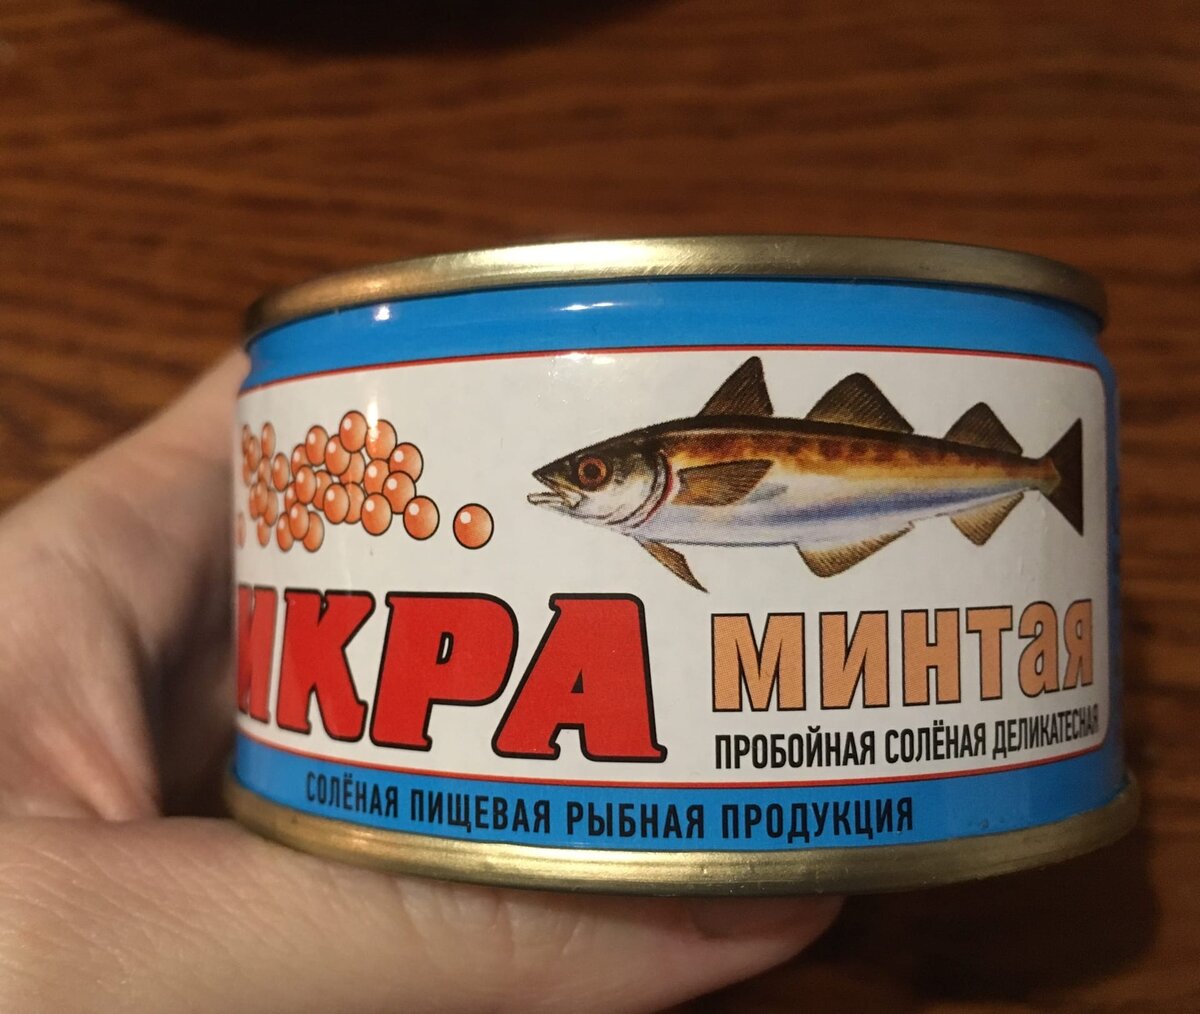 ИКРА минтая
ПРОБОЙНАЯ СОЛЁНАЯ ДЕЛИКАТЕСНАЯ
СОЛЁНАЯ ПИЩЕВАЯ РЫБНАЯ ПРОДУКЦИЯ